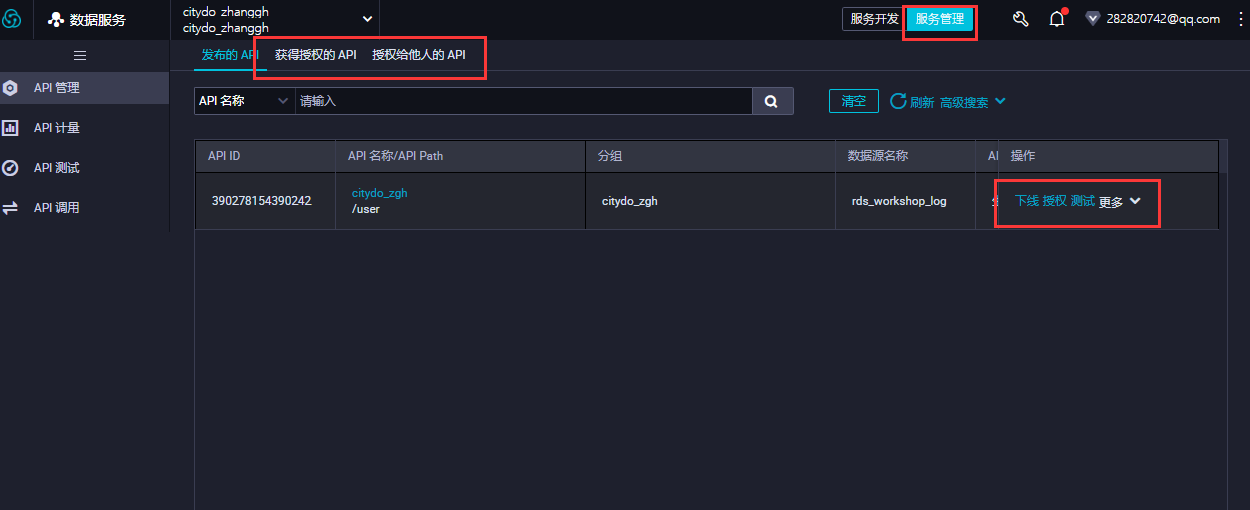 数据服务
citydo_zhanggh
citydo_zhanggh
服务开发
服务管理
282820742@qq.com
发布的 API
获得授权的 API
授权给他人的 API
API 管理
API 计量
API 测试
API 调用
API 名称
请输入
清空
刷新
高级搜索
API ID
API 名称/API Path
分组
数据源名称
操作
390278154390242
citydo_zgh
/user
citydo_zgh
rds_workshop_log
下线 授权 测试 更多